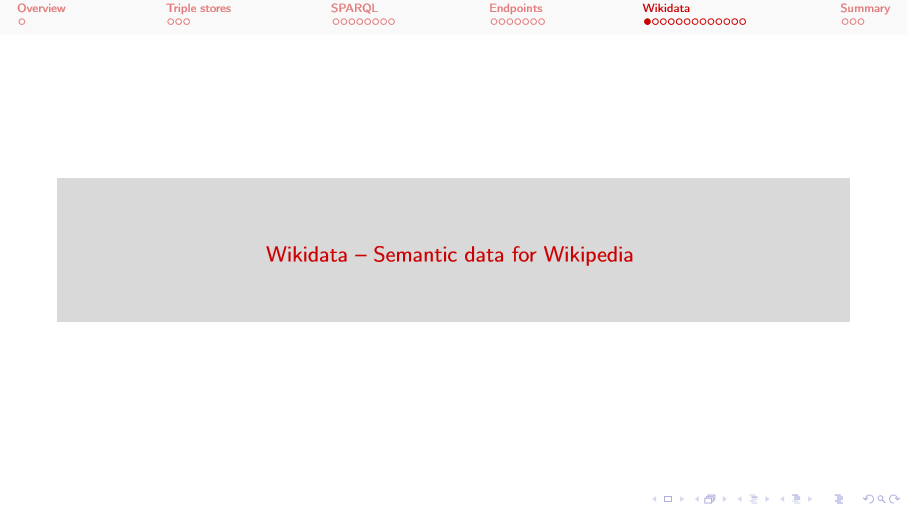 Overview
Triple stores
SPARQL
Endpoints
Wikidata
Summary
Wikidata – Semantic data for Wikipedia